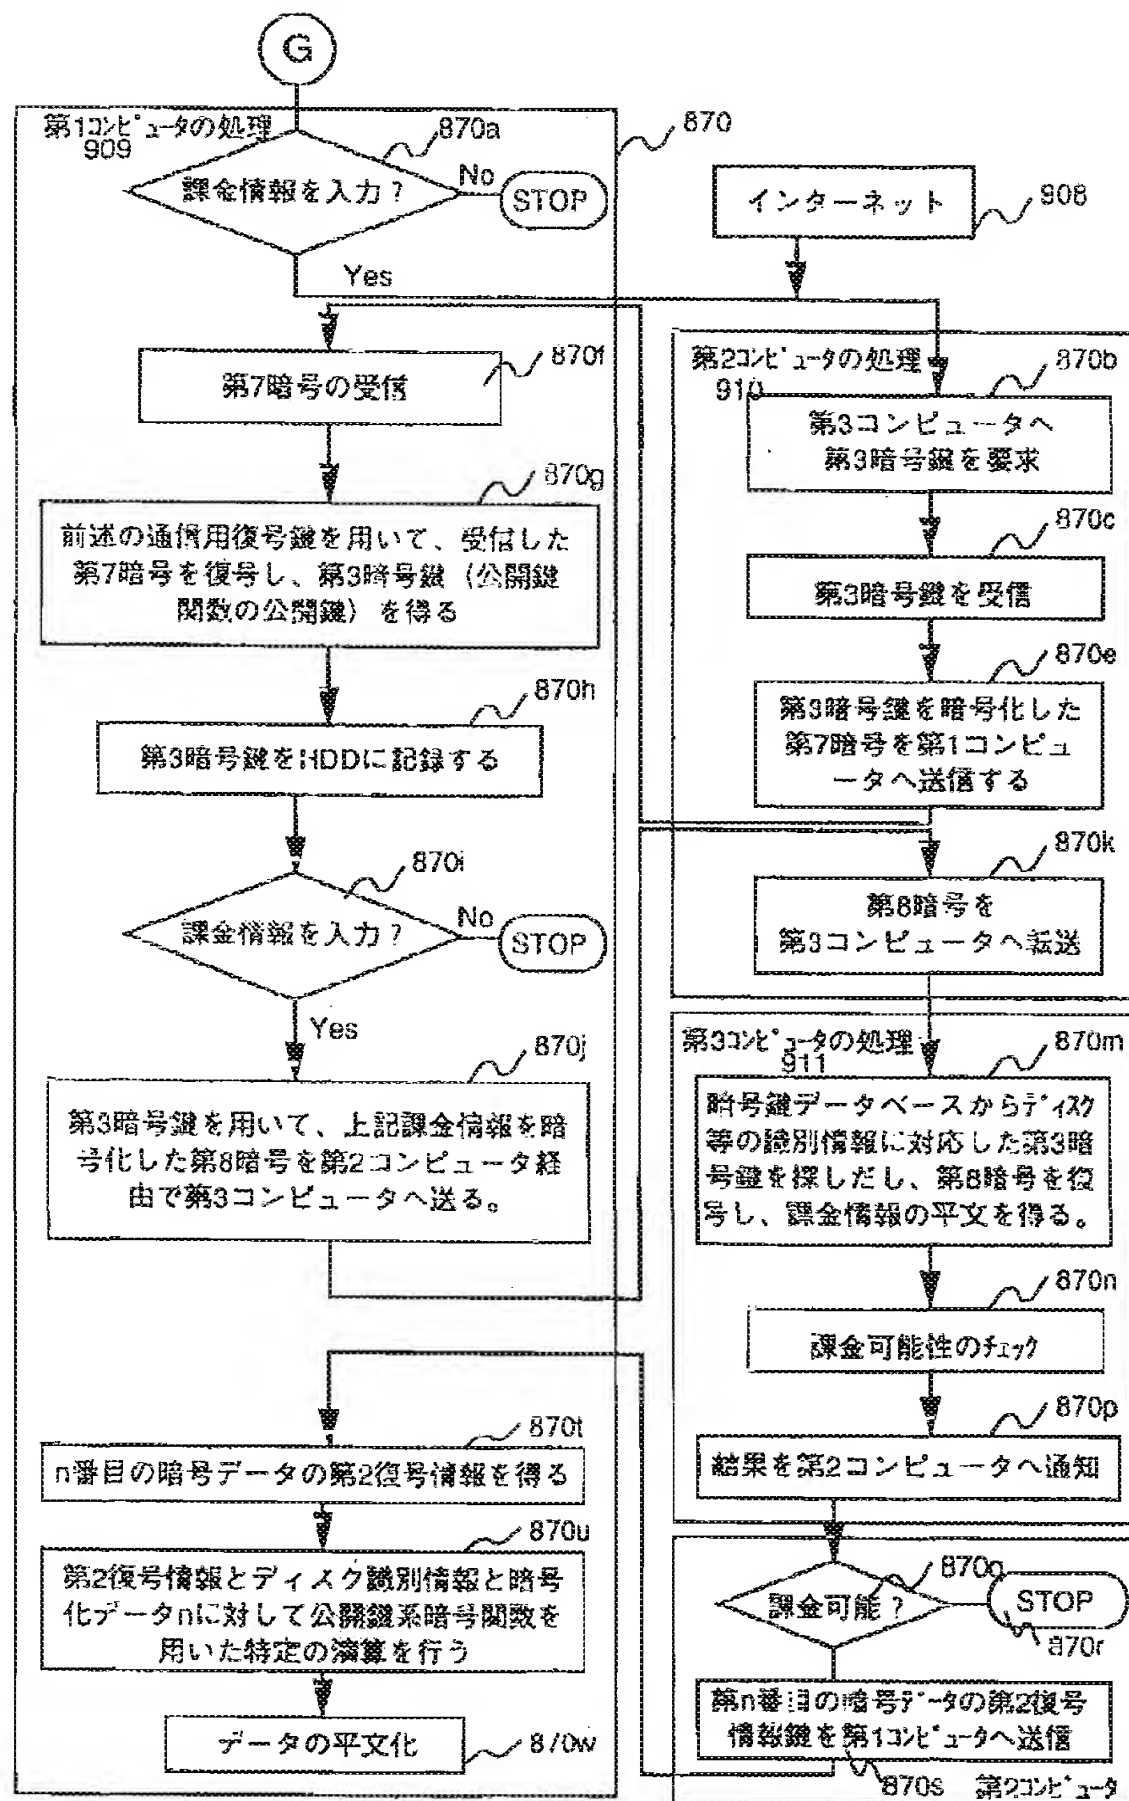 G
第1ｺﾝﾋﾟｭｰﾀの処理
909
870a
870
課金情報を入力？
No
STOP
Yes
インターネット
908
870f
第7暗号の受信
870g
前述の通信用復号鍵を用いて、受信した
第7暗号を復号し、第3暗号鍵（公開鍵
関数の公開鍵）を得る
870h
第3暗号鍵をHDDに記録する
870i
課金情報を入力？
No
STOP
Yes
870j
第3暗号鍵を用いて、上記課金情報を暗
号化した第8暗号を第2コンピュータ経
由で第3コンピュータへ送る。
870t
n番目の暗号データの第2復号情報を得る
870u
第2復号情報とディスク識別情報と暗号
化データnに対して公開鍵系暗号関数を
用いた特定の演算を行う
データの平文化
870w
第2ｺﾝﾋﾟｭｰﾀの処理
910
870b
第3コンピュータへ
第3暗号鍵を要求
870c
第3暗号鍵を受信
870e
第3暗号鍵を暗号化した
第7暗号を第1コンピュ
ータへ送信する
870k
第8暗号を
第3コンピュータへ転送
第3ｺﾝﾋﾟｭｰﾀの処理
911
870m
暗号鍵データベースからﾃﾞｨｽｸ
等の識別情報に対応した第3暗
号鍵を探しだし、第8暗号を復
号し、課金情報の平文を得る。
870n
課金可能性のﾁｪｯｸ
870p
結果を第2コンピュータへ通知
870q
課金可能？
STOP
870r
第n番目の暗号ﾃﾞｰﾀの第2復号
情報鍵を第1ｺﾝﾋﾟｭｰﾀへ送信
870s
第2ｺﾝﾋﾟｭｰﾀ